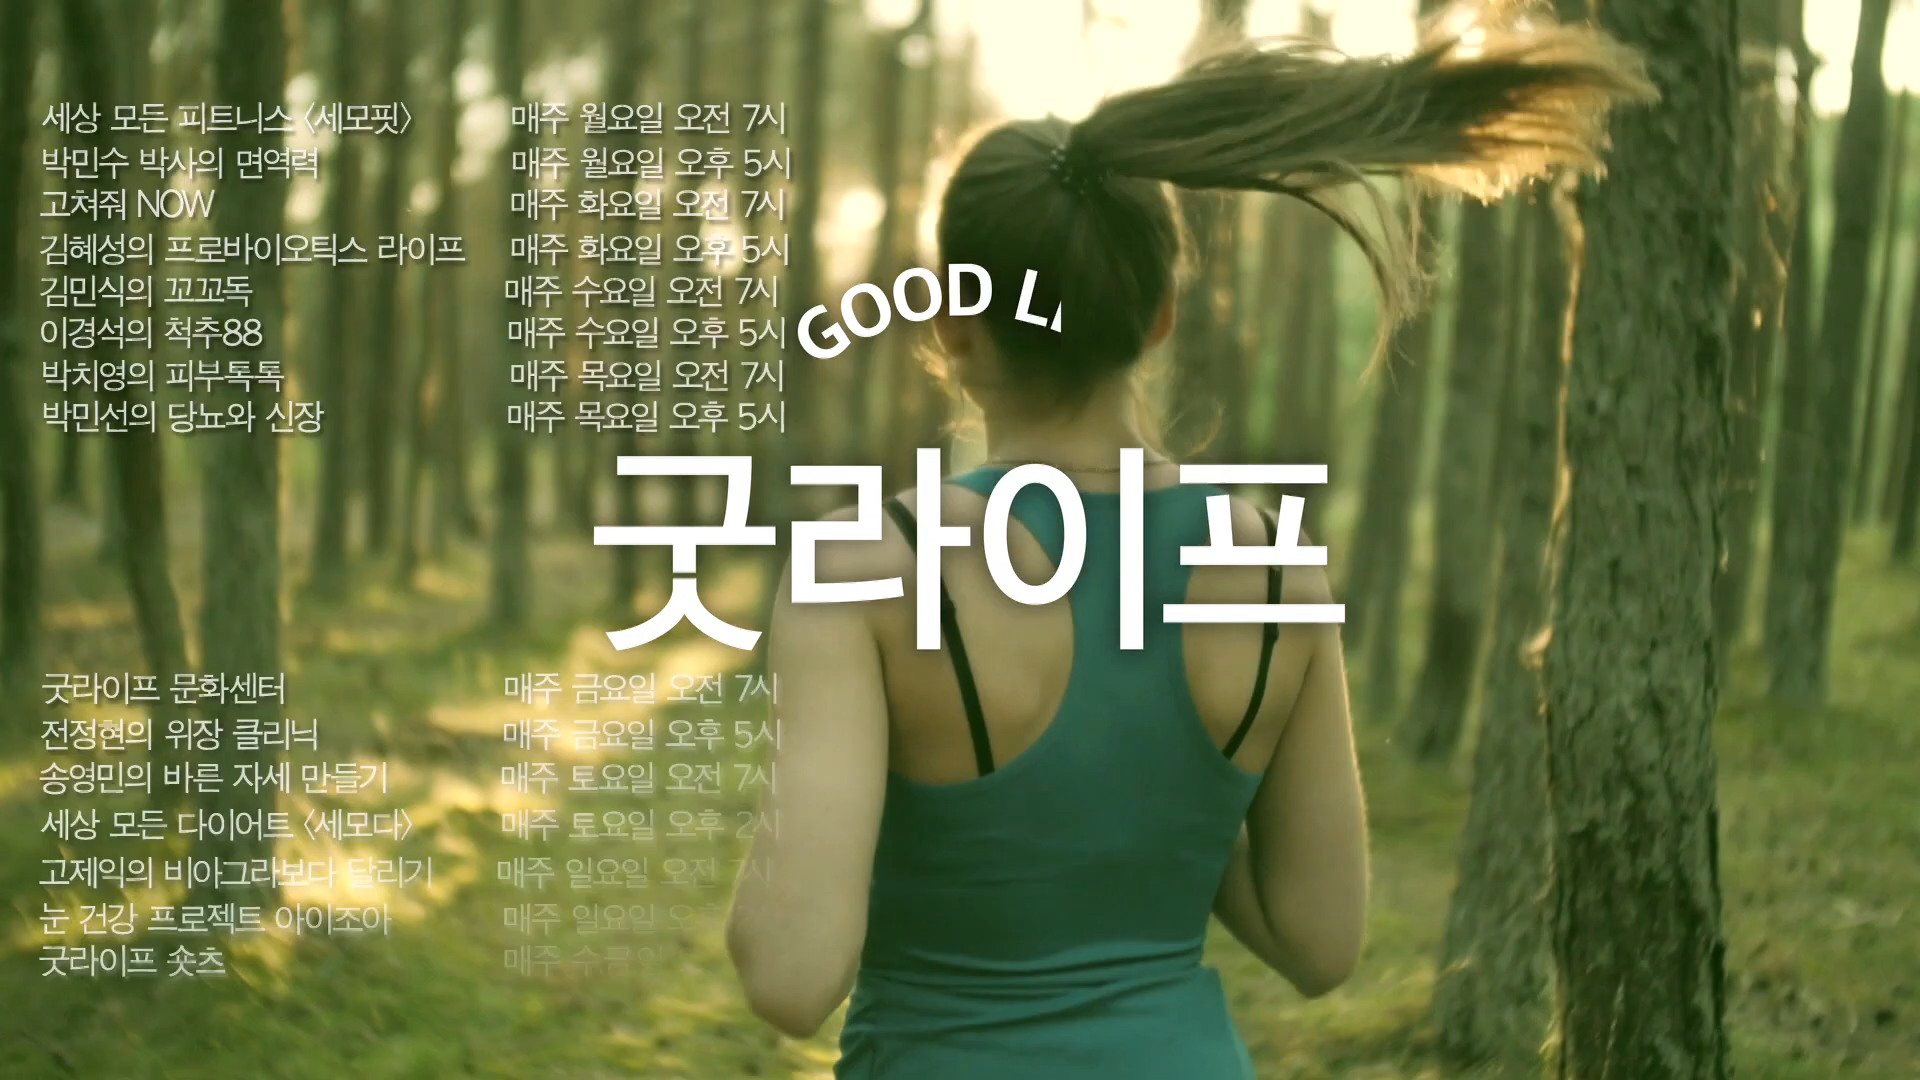 세상 모든 피트니스 <세모핏> 매주 월요일 오전 7시
박민수 박사의 면역력 매주 월요일 오후 5시
고쳐줘 NOW 매주 화요일 오전 7시
김혜성의 프로바이오틱스 라이프 매주 화요일 오후 5시
김민식의 꼬꼬독 매주 수요일 오전 7시
이경석의 척추88 매주 수요일 오후 5시
박치영의 피부톡톡 매주 목요일 오전 7시
박민선의 당뇨와 신장 매주 목요일 오후 5시
GOOD
굿라이프
굿라이프 문화센터 매주 금요일 오전 7시
전정현의 위장 클리닉 매주 금요일 오후 5시
송영민의 바른 자세 만들기 매주 토요일 오전 7시
세상 모든 다이어트 <세모다> 매주 토요일 오후 2시
고제익의 비아그라보다 달리기 매주 일요일 오전 7시
눈 건강 프로젝트 아이조아 매주 일요일
굿라이프 숏츠 매주